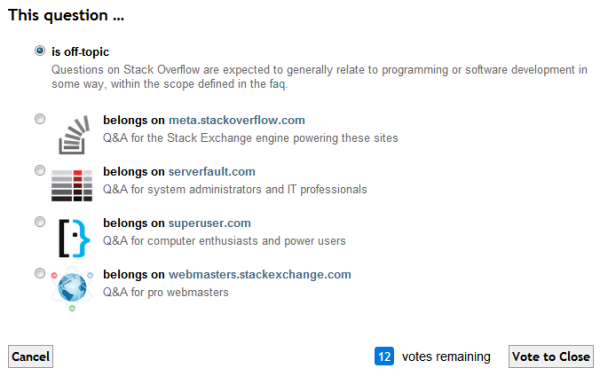 This question ...
is off-topic
Questions on Stack Overflow are expected to generally relate to programming or software development in
some way, within the scope defined in the faq.
belongs on meta.stackoverflow.com
Q&A for the Stack Exchange engine powering these sites
belongs on serverfault.com
Q&A for system administrators and IT professionals
belongs on superuser.com
Q&A for computer enthusiasts and power users
belongs on webmasters.stackexchange.com
Q&A for pro webmasters
Cancel 12 votes remaining Vote to Close